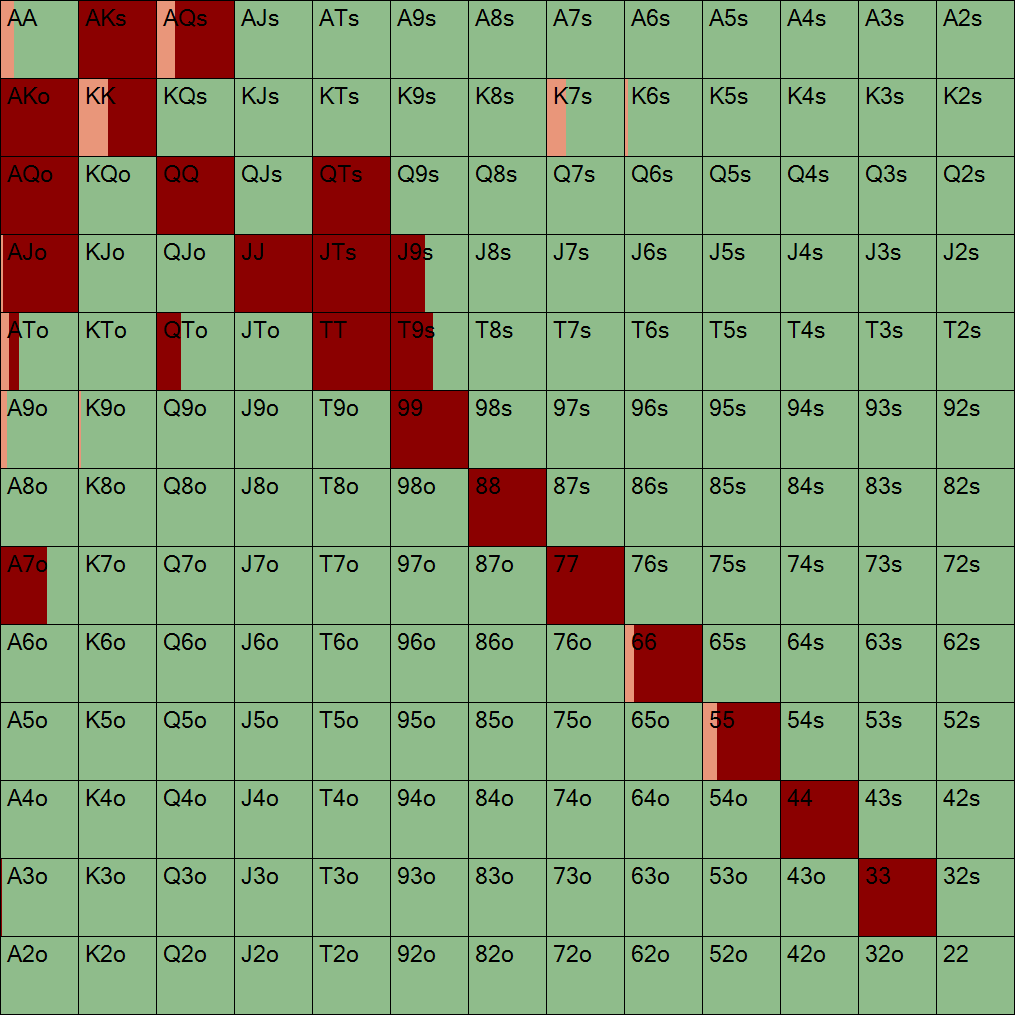 AA AKs AQs AJs ATs A9s A8s A7s A6s A5s A4s A3s A2s
AKo KK KQs KJs KTs K9s K8s K7s K6s K5s K4s K3s K2s
AQo KQo QQ QJs QTs Q9s Q8s Q7s Q6s Q5s Q4s Q3s Q2s
AJo KJo QJo JJ JTs J9s J8s J7s J6s J5s J4s J3s J2s
ATo KTo QTo JTo TT T9s T8s T7s T6s T5s T4s T3s T2s
A9o K9o Q9o J9o T9o 99 98s 97s 96s 95s 94s 93s 92s
A8o K8o Q8o J8o T8o 98o 88 87s 86s 85s 84s 83s 82s
A7o K7o Q7o J7o T7o 97o 87o 77 76s 75s 74s 73s 72s
A6o K6o Q6o J6o T6o 96o 86o 76o 66 65s 64s 63s 62s
A5o K5o Q5o J5o T5o 95o 85o 75o 65o 55 54s 53s 52s
A4o K4o Q4o J4o T4o 94o 84o 74o 64o 54o 44 43s 42s
A3o K3o Q3o J3o T3o 93o 83o 73o 63o 53o 43o 33 32s
A2o K2o Q2o J2o T2o 92o 82o 72o 62o 52o 42o 32o 22